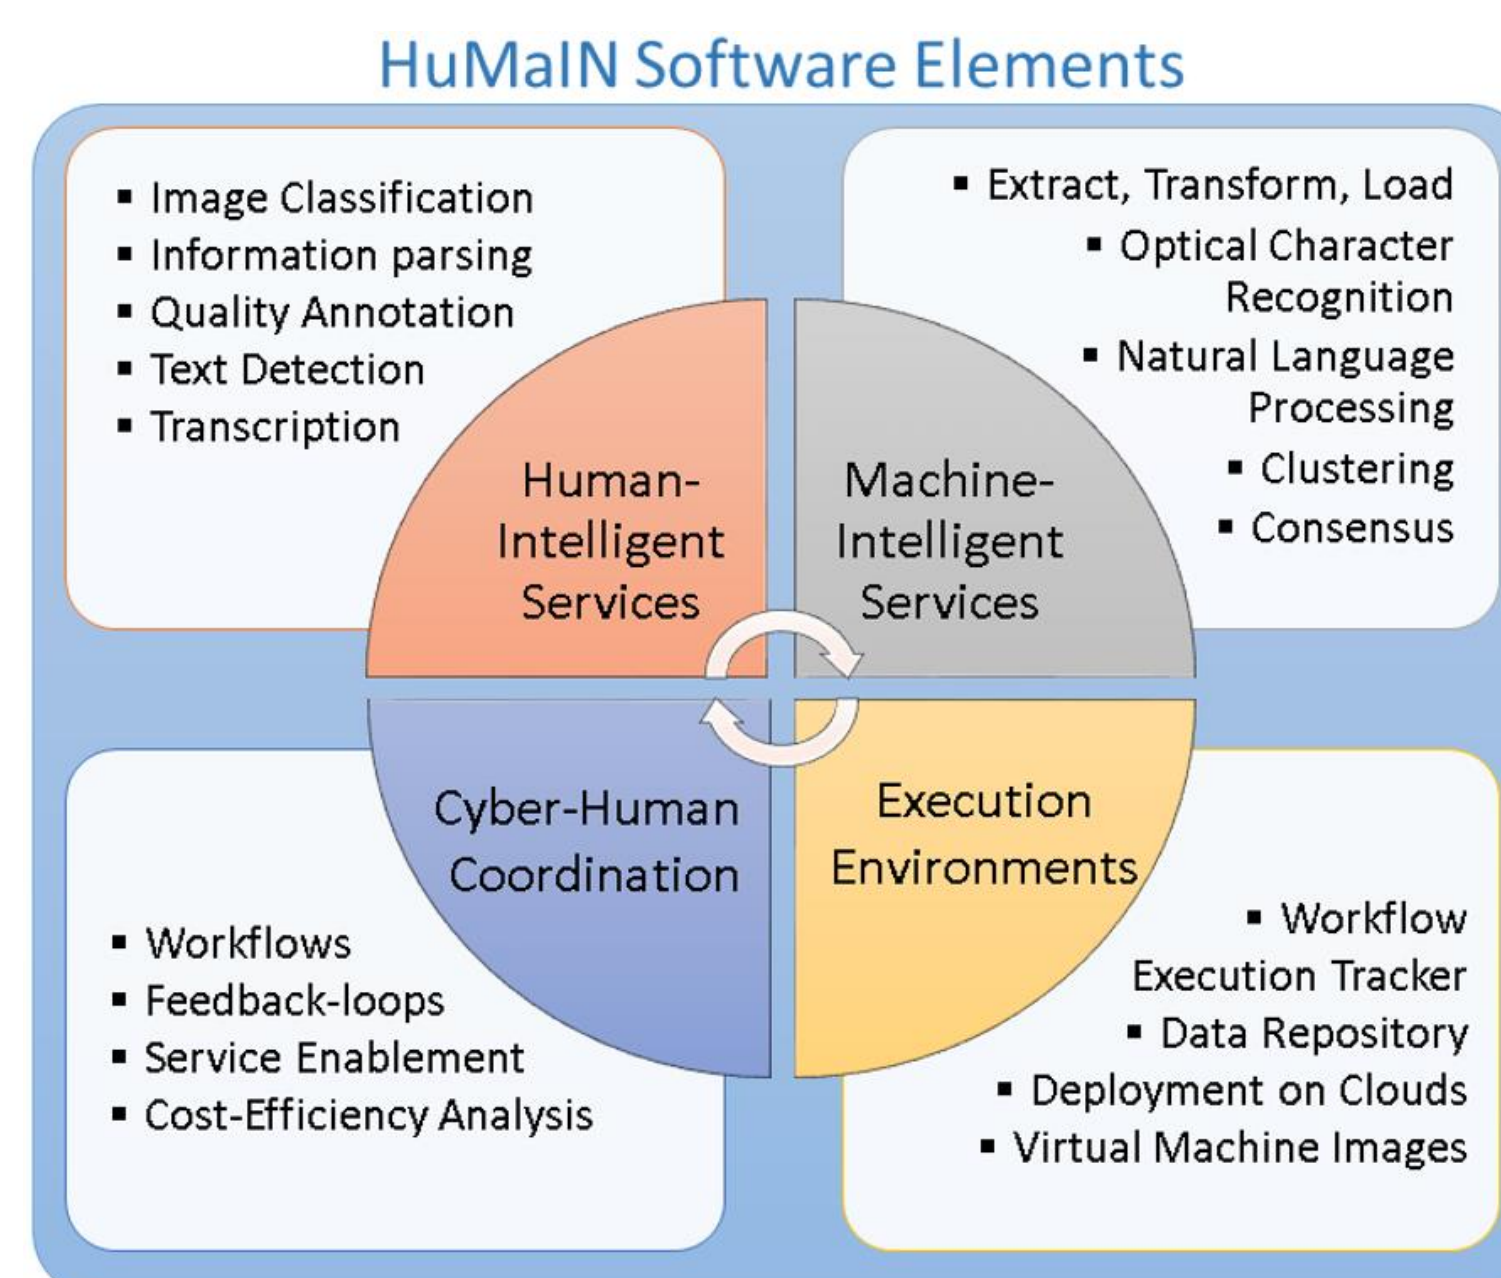 HuMaIN Software Elements
▪ Image Classification
▪ Information parsing
▪ Quality Annotation
▪ Text Detection
▪ Transcription
Human-
Intelligent
Services
▪ Extract, Transform, Load
▪ Optical Character
Recognition
▪ Natural Language
Processing
▪ Clustering
▪ Consensus
Machine-
Intelligent
Services
Cyber-Human
Coordination
▪ Workflows
▪ Feedback-loops
▪ Service Enablement
▪ Cost-Efficiency Analysis
Execution
Environments
▪ Workflow
Execution Tracker
▪ Data Repository
▪ Deployment on Clouds
▪ Virtual Machine Images